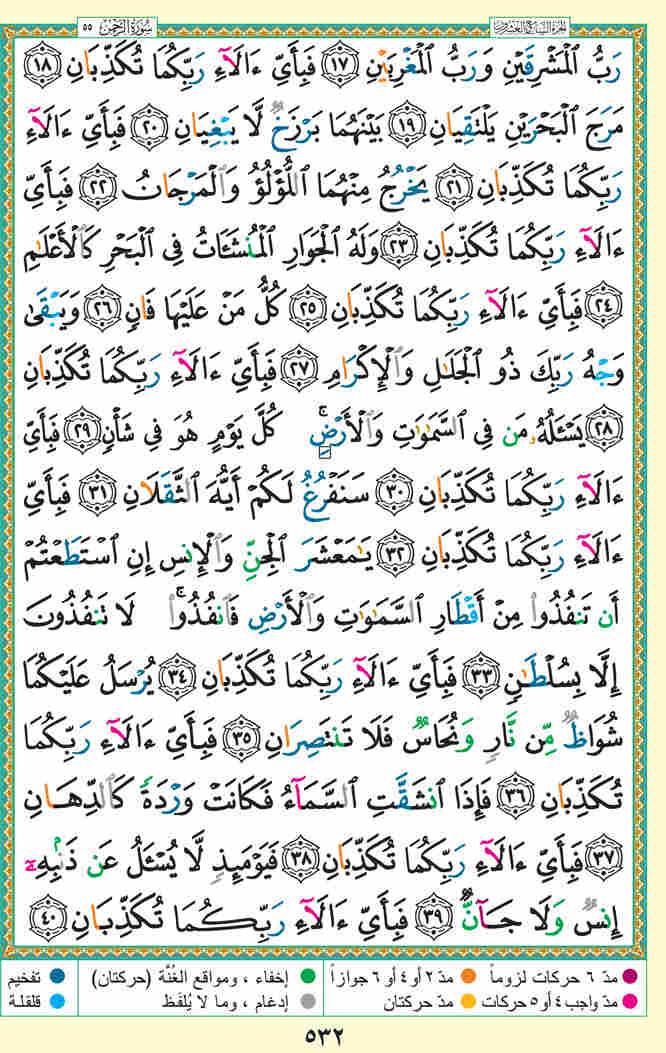 الجزء السابع والعشرون
سورة الرحمن ٥٥
رَبُّ ٱلْمَشْرِقَيْنِ وَرَبُّ ٱلْمَغْرِبَيْنِ ١٧ فَبِأَىِّ ءَالَآءِ رَبِّكُمَا تُكَذِّبَانِ ١٨
مَرَجَ ٱلْبَحْرَيْنِ يَلْتَقِيَانِ ١٩ بَيْنَهُمَا بَرْزَخٌ لَّا يَبْغِيَانِ ٢٠ فَبِأَىِّ ءَالَآءِ
رَبِّكُمَا تُكَذِّبَانِ ٢١ يَخْرُجُ مِنْهُمَا ٱللُّؤْلُؤُ وَٱلْمَرْجَانُ ٢٢ فَبِأَىِّ
ءَالَآءِ رَبِّكُمَا تُكَذِّبَانِ ٢٣ وَلَهُ ٱلْجَوَارِ ٱلْمُنشَـَٔاتُ فِى ٱلْبَحْرِ كَٱلْأَعْلَـٰمِ
٢٤ فَبِأَىِّ ءَالَآءِ رَبِّكُمَا تُكَذِّبَانِ ٢٥ كُلُّ مَنْ عَلَيْهَا فَانٍ ٢٦ وَيَبْقَىٰ
وَجْهُ رَبِّكَ ذُو ٱلْجَلَـٰلِ وَٱلْإِكْرَامِ ٢٧ فَبِأَىِّ ءَالَآءِ رَبِّكُمَا تُكَذِّبَانِ
٢٨ يَسْـَٔلُهُۥ مَن فِى ٱلسَّمَـٰوَٰتِ وَٱلْأَرْضِ ۚ كُلَّ يَوْمٍ هُوَ فِى شَأْنٍ ٢٩ فَبِأَىِّ
ءَالَآءِ رَبِّكُمَا تُكَذِّبَانِ ٣٠ سَنَفْرُغُ لَكُمْ أَيُّهَ ٱلثَّقَلَانِ ٣١ فَبِأَىِّ
ءَالَآءِ رَبِّكُمَا تُكَذِّبَانِ ٣٢ يَـٰمَعْشَرَ ٱلْجِنِّ وَٱلْإِنسِ إِنِ ٱسْتَطَعْتُمْ
أَن تَنفُذُوا۟ مِنْ أَقْطَارِ ٱلسَّمَـٰوَٰتِ وَٱلْأَرْضِ فَٱنفُذُوا۟ ۚ لَا تَنفُذُونَ
إِلَّا بِسُلْطَـٰنٍ ٣٣ فَبِأَىِّ ءَالَآءِ رَبِّكُمَا تُكَذِّبَانِ ٣٤ يُرْسَلُ عَلَيْكُمَا
شُوَاظٌ مِّن نَّارٍ وَنُحَاسٌ فَلَا تَنتَصِرَانِ ٣٥ فَبِأَىِّ ءَالَآءِ رَبِّكُمَا
تُكَذِّبَانِ ٣٦ فَإِذَا ٱنشَقَّتِ ٱلسَّمَآءُ فَكَانَتْ وَرْدَةً كَٱلدِّهَانِ
٣٧ فَبِأَىِّ ءَالَآءِ رَبِّكُمَا تُكَذِّبَانِ ٣٨ فَيَوْمَئِذٍ لَّا يُسْـَٔلُ عَن ذَنۢبِهِۦٓ
إِنسٌ وَلَا جَآنٌّ ٣٩ فَبِأَىِّ ءَالَآءِ رَبِّكُمَا تُكَذِّبَانِ ٤٠
مدّ ٦ حركات لزوماً مدّ ٢ أو ٤ أو ٦ جوازاً إخفاء ، ومواقع الغُنَّة (حركتان) تفخيم
مدّ واجب ٤ أو ٥ حركات مدّ حركتان إدغام ، وما لا يُلفَظ قلقلة
٥٣٢